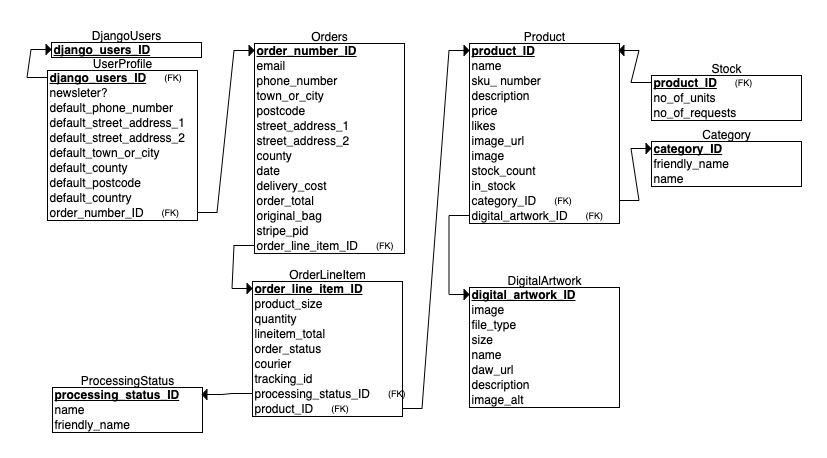 DjangoUsers
django_users_ID
UserProfile
django_users_ID (FK)
newsleter?
default_phone_number
default_street_address_1
default_street_address_2
default_town_or_city
default_county
default_postcode
default_country
order_number_ID (FK)
Orders
order_number_ID
email
phone_number
town_or_city
postcode
street_address_1
street_address_2
county
date
delivery_cost
order_total
original_bag
stripe_pid
order_line_item_ID (FK)
OrderLineItem
order_line_item_ID
product_size
quantity
lineitem_total
order_status
courier
tracking_id
processing_status_ID (FK)
product_ID (FK)
ProcessingStatus
processing_status_ID
name
friendly_name
Product
product_ID
name
sku_ number
description
price
likes
image_url
image
stock_count
in_stock
category_ID (FK)
digital_artwork_ID (FK)
Stock
product_ID (FK)
no_of_units
no_of_requests
Category
category_ID
friendly_name
name
DigitalArtwork
digital_artwork_ID
image
file_type
size
name
daw_url
description
image_alt